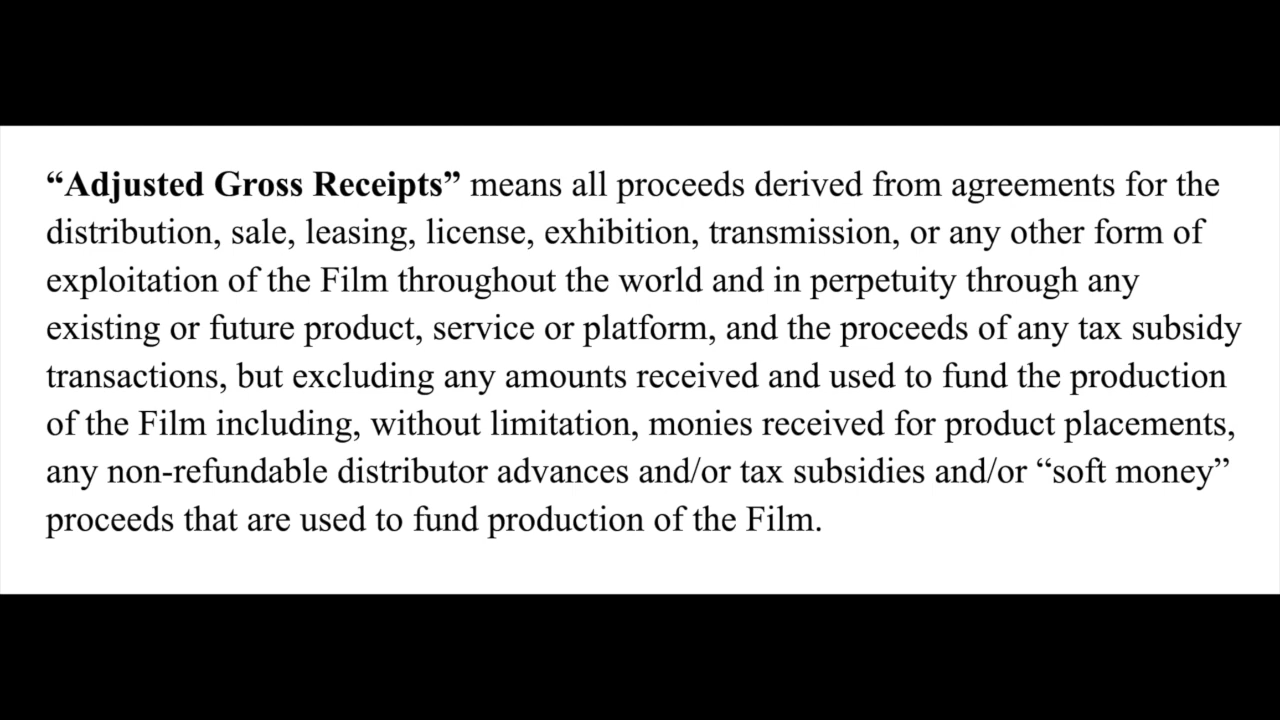 “Adjusted Gross Receipts” means all proceeds derived from agreements for the
distribution, sale, leasing, license, exhibition, transmission, or any other form of
exploitation of the Film throughout the world and in perpetuity through any
existing or future product, service or platform, and the proceeds of any tax subsidy
transactions, but excluding any amounts received and used to fund the production
of the Film including, without limitation, monies received for product placements,
any non-refundable distributor advances and/or tax subsidies and/or “soft money”
proceeds that are used to fund production of the Film.